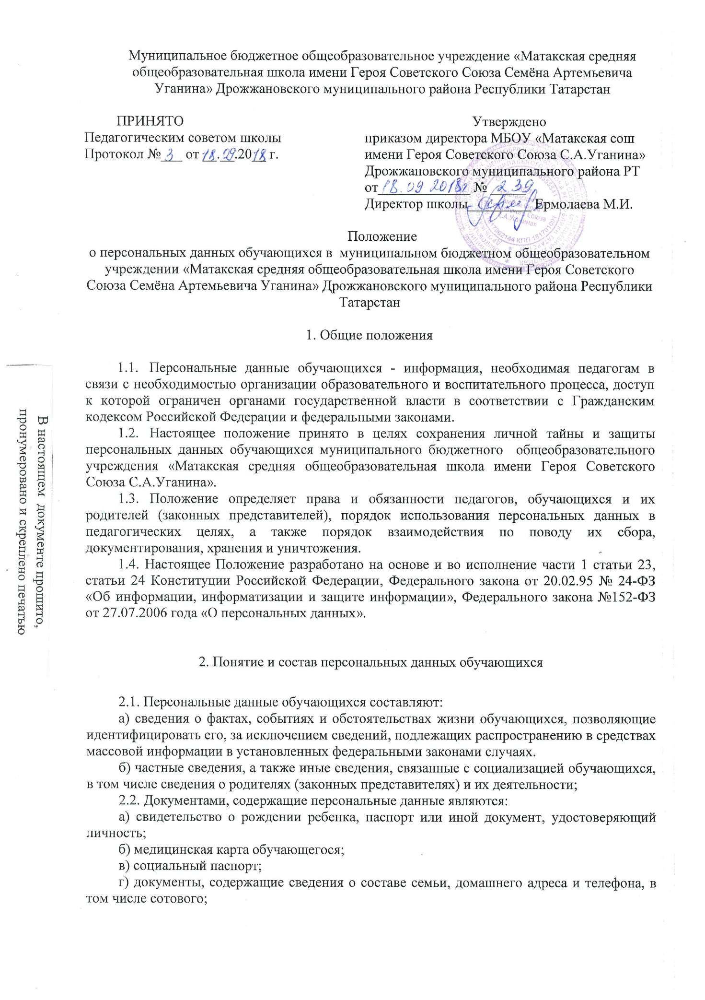 Муниципальное бюджетное общеобразовательное учреждение «Матакская средняя
общеобразовательная школа имени Героя Советского Союза Семёна Артемьевича
Уганина» Дрожжановского муниципального района Республики Татарстан
ПРИНЯТО
Педагогическим советом школы
Протокол № 3 от 18.09.2018 г.
Утверждено
приказом директора МБОУ «Матакская сош
имени Героя Советского Союза С.А.Уганина»
Дрожжановского муниципального района РТ
от 18.09 2018г № 239
Директор школы Ермолаева М.И.
Положение
о персональных данных обучающихся в муниципальном бюджетном общеобразовательном
учреждении «Матакская средняя общеобразовательная школа имени Героя Советского
Союза Семёна Артемьевича Уганина» Дрожжановского муниципального района Республики
Татарстан
1. Общие положения
1.1. Персональные данные обучающихся - информация, необходимая педагогам в
связи с необходимостью организации образовательного и воспитательного процесса, доступ
к которой ограничен органами государственной власти в соответствии с Гражданским
кодексом Российской Федерации и федеральными законами.
1.2. Настоящее положение принято в целях сохранения личной тайны и защиты
персональных данных обучающихся муниципального бюджетного общеобразовательного
учреждения «Матакская средняя общеобразовательная школа имени Героя Советского
Союза С.А.Уганина».
1.3. Положение определяет права и обязанности педагогов, обучающихся и их
родителей (законных представителей), порядок использования персональных данных в
педагогических целях, а также порядок взаимодействия по поводу их сбора,
документирования, хранения и уничтожения.
1.4. Настоящее Положение разработано на основе и во исполнение части 1 статьи 23,
статьи 24 Конституции Российской Федерации, Федерального закона от 20.02.95 № 24-ФЗ
«Об информации, информатизации и защите информации», Федерального закона №152-ФЗ
от 27.07.2006 года «О персональных данных».
2. Понятие и состав персональных данных обучающихся
2.1. Персональные данные обучающихся составляют:
а) сведения о фактах, событиях и обстоятельствах жизни обучающихся, позволяющие
идентифицировать его, за исключением сведений, подлежащих распространению в средствах
массовой информации в установленных федеральными законами случаях.
б) частные сведения, а также иные сведения, связанные с социализацией обучающихся,
в том числе сведения о родителях (законных представителях) и их деятельности;
2.2. Документами, содержащие персональные данные являются:
а) свидетельство о рождении ребенка, паспорт или иной документ, удостоверяющий
личность;
б) медицинская карта обучающегося;
в) социальный паспорт;
г) документы, содержащие сведения о составе семьи, домашнего адреса и телефона, в
том числе сотового;
В настоящем документе прошито,
пронумеровано и скреплено печатью